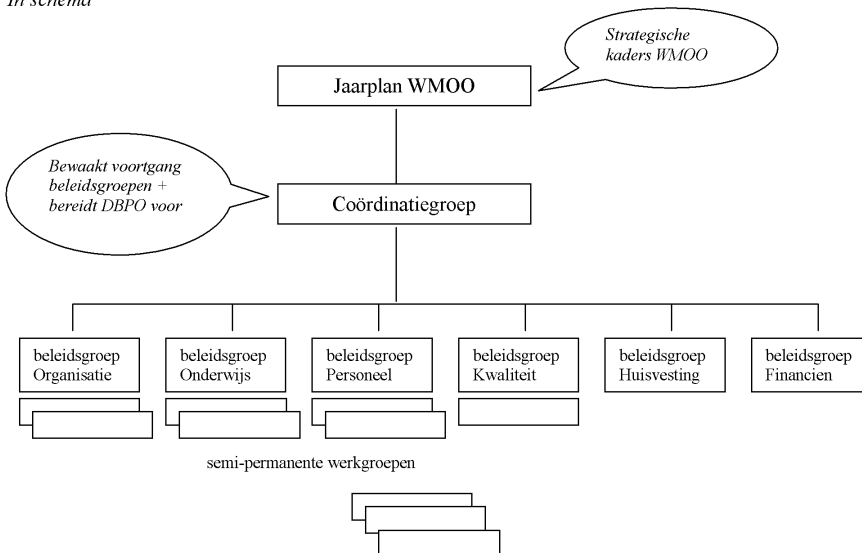 In schema
Strategische
kaders WMOO
Jaarplan WMOO
Bewaakt voortgang
beleidsgroepen +
bereidt DBPO voor
Coördinatiegroep
beleidsgroep
Organisatie
beleidsgroep
Onderwijs
beleidsgroep
Personeel
beleidsgroep
Kwaliteit
beleidsgroep
Huisvesting
beleidsgroep
Financien
semi-permanente werkgroepen